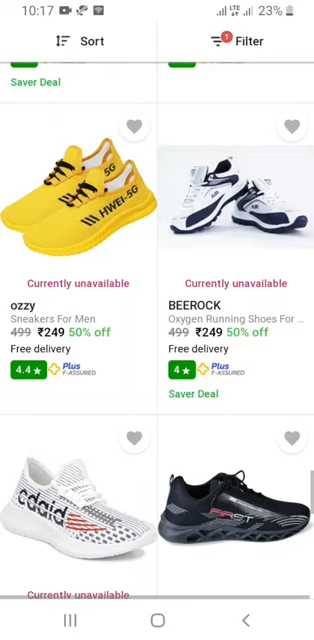 10:17 LTE 23%
Sort
1 Filter
Saver Deal
5G
HWEI-5G
Currently unavailable
ozzy
Sneakers For Men
499 ₹249 50% off
Free delivery
4.4 ★ Plus
F-ASSURED
Currently unavailable
BEEROCK
Oxygen Running Shoes For ...
499 ₹249 50% off
Free delivery
4 ★ Plus
F-ASSURED
Saver Deal
Currently unavailable